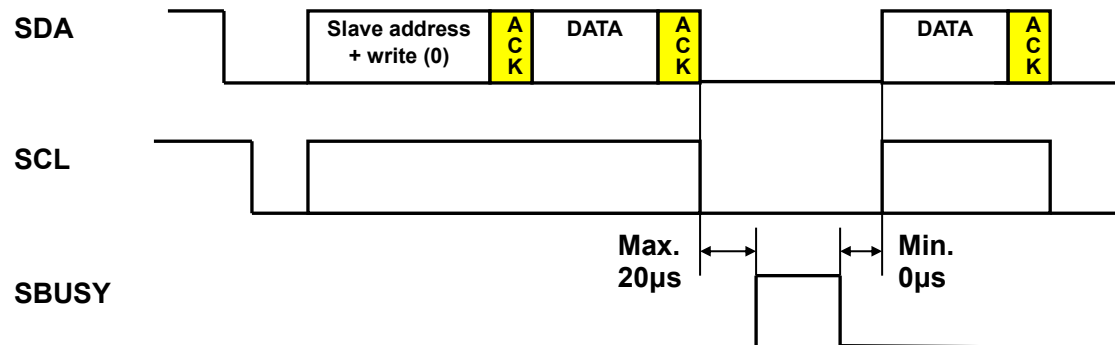 SDA
Slave address
+ write (0)
A
C
K
DATA
A
C
K
DATA
A
C
K
SCL
Max.
20µs
Min.
0µs
SBUSY